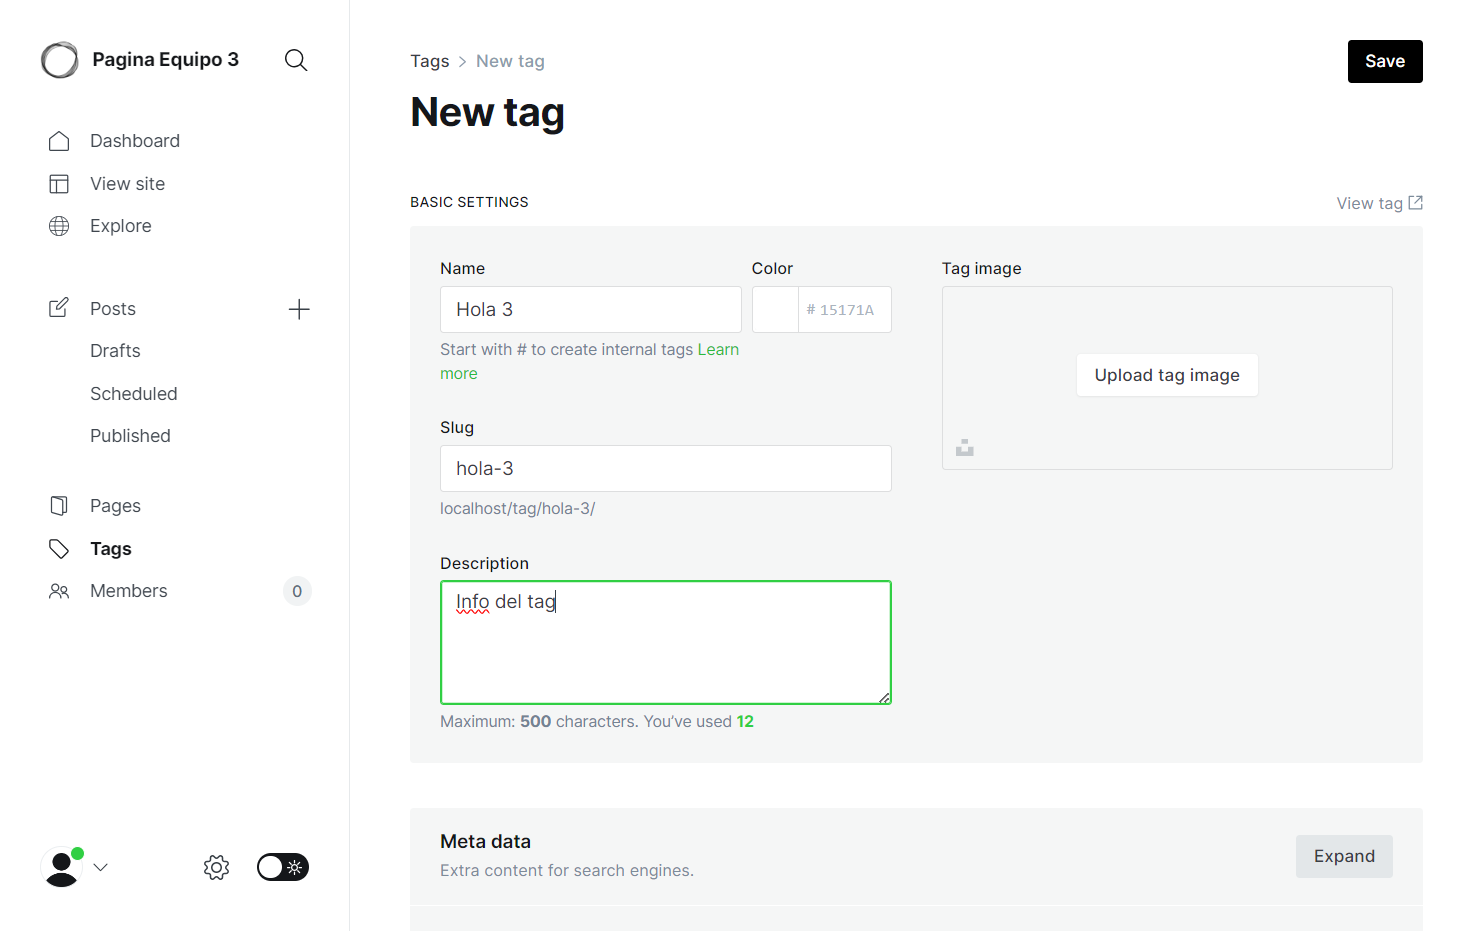 Pagina Equipo 3
Dashboard
View site
Explore
Posts
Drafts
Scheduled
Published
Pages
Tags
Members
0
Tags > New tag
Save
New tag
BASIC SETTINGS
View tag
Name
Color
Tag image
Hola 3
# 15171A
Start with # to create internal tags Learn
more
Upload tag image
Slug
hola-3
localhost/tag/hola-3/
Description
Info del tag
Maximum: 500 characters. You've used 12
Meta data
Extra content for search engines.
Expand